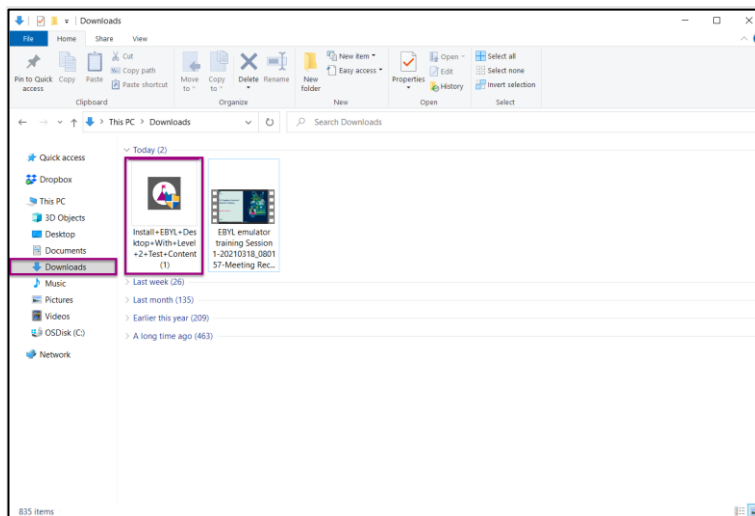 Downloads
File Home Share View
Pin to Quick access
Copy
Paste
Cut
Copy path
Paste shortcut
Clipboard
Move to
Copy to
Delete
Rename
Organize
New folder
New item
Easy access
New
Properties
Open
Edit
History
Open
Select all
Select none
Invert selection
Select
This PC > Downloads
Search Downloads
Quick access
Dropbox
This PC
3D Objects
Desktop
Documents
Downloads
Music
Pictures
Videos
OSDisk (C:)
Network
Today (2)
Install+EBYL+Des
ktop+With+Level
+2+Test+Content
(1)
EBYL emulator
training Session
1-20210318_0801
57-Meeting Rec...
Last week (26)
Last month (135)
Earlier this year (209)
A long time ago (463)
835 items